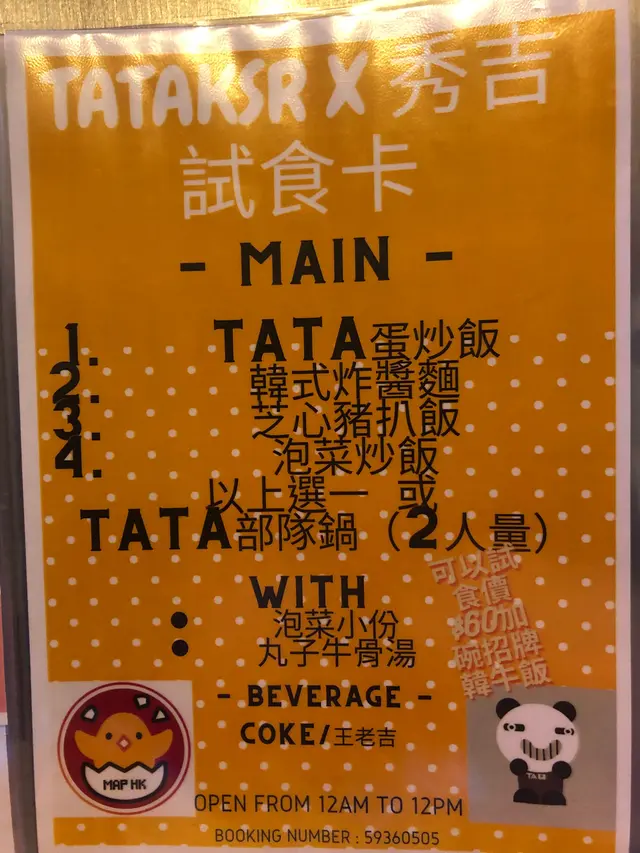 TATAKSR X 秀吉
試食卡
- MAIN -
1. TATA蛋炒飯
2. 韓式炸醬麵
3. 芝心豬扒飯
4. 泡菜炒飯
以上選一 或
TATA部隊鍋（2人量）
WITH
• 泡菜小份
• 丸子牛骨湯
可以試
食價
$60加
碗招牌
韓牛飯
- BEVERAGE -
COKE/王老吉
MAP HK
OPEN FROM 12AM TO 12PM
BOOKING NUMBER : 59360505